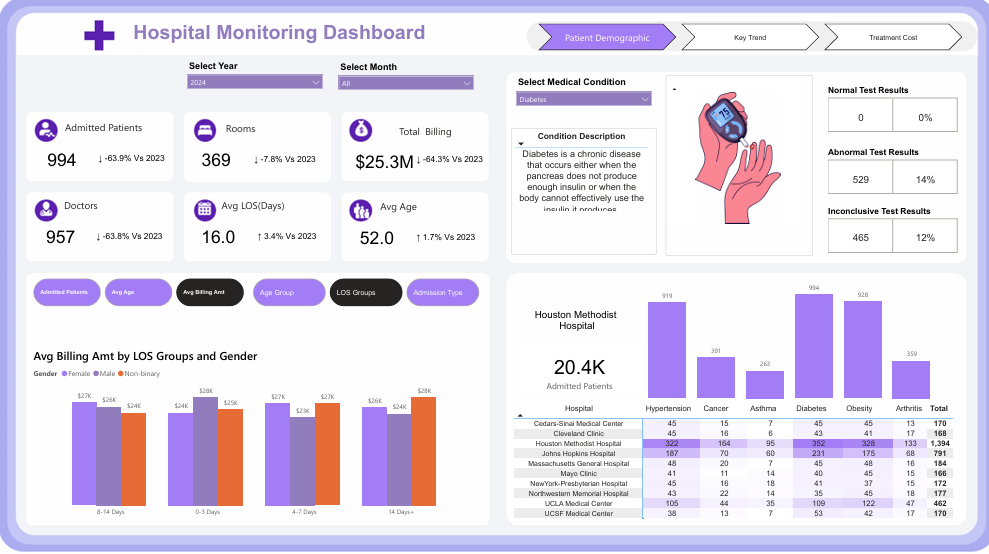 Hospital Monitoring Dashboard
Patient Demographic
Key Trend
Treatment Cost
Select Year
2024
Select Month
All
Admitted Patients
994
↓ -63.9% Vs 2023
Rooms
369
↓ -7.8% Vs 2023
Total Billing
$25.3M
↓ -64.3% Vs 2023
Doctors
957
↓ -63.8% Vs 2023
Avg LOS(Days)
16.0
↑ 3.4% Vs 2023
Avg Age
52.0
↑ 1.7% Vs 2023
Select Medical Condition
Diabetes
Condition Description
Diabetes is a chronic disease
that occurs either when the
pancreas does not produce
enough insulin or when the
body cannot effectively use the
insulin it produces
75
Normal Test Results
0 0%
Abnormal Test Results
529 14%
Inconclusive Test Results
465 12%
Admitted Patients
Avg Age
Avg Billing Amt
Age Group
LOS Groups
Admission Type
Avg Billing Amt by LOS Groups and Gender
Gender Female Male Non-binary
$27K $26K $24K
$24K $28K $25K
$27K $23K $27K
$26K $24K $28K
8-14 Days 0-3 Days 4-7 Days 14 Days+
Houston Methodist
Hospital
20.4K
Admitted Patients
919 391 263 994 928 359
Hospital Hypertension Cancer Asthma Diabetes Obesity Arthritis Total
Cedars-Sinai Medical Center 45 15 7 45 45 13 170
Cleveland Clinic 45 16 6 43 41 17 168
Houston Methodist Hospital 322 164 95 352 328 133 1,394
Johns Hopkins Hospital 187 70 60 231 175 68 791
Massachusetts General Hospital 48 20 7 45 48 16 184
Mayo Clinic 41 11 14 40 45 15 166
NewYork-Presbyterian Hospital 45 16 18 41 37 15 172
Northwestern Memorial Hospital 43 22 14 35 45 18 177
UCLA Medical Center 105 44 35 109 122 47 462
UCSF Medical Center 38 13 7 53 42 17 170